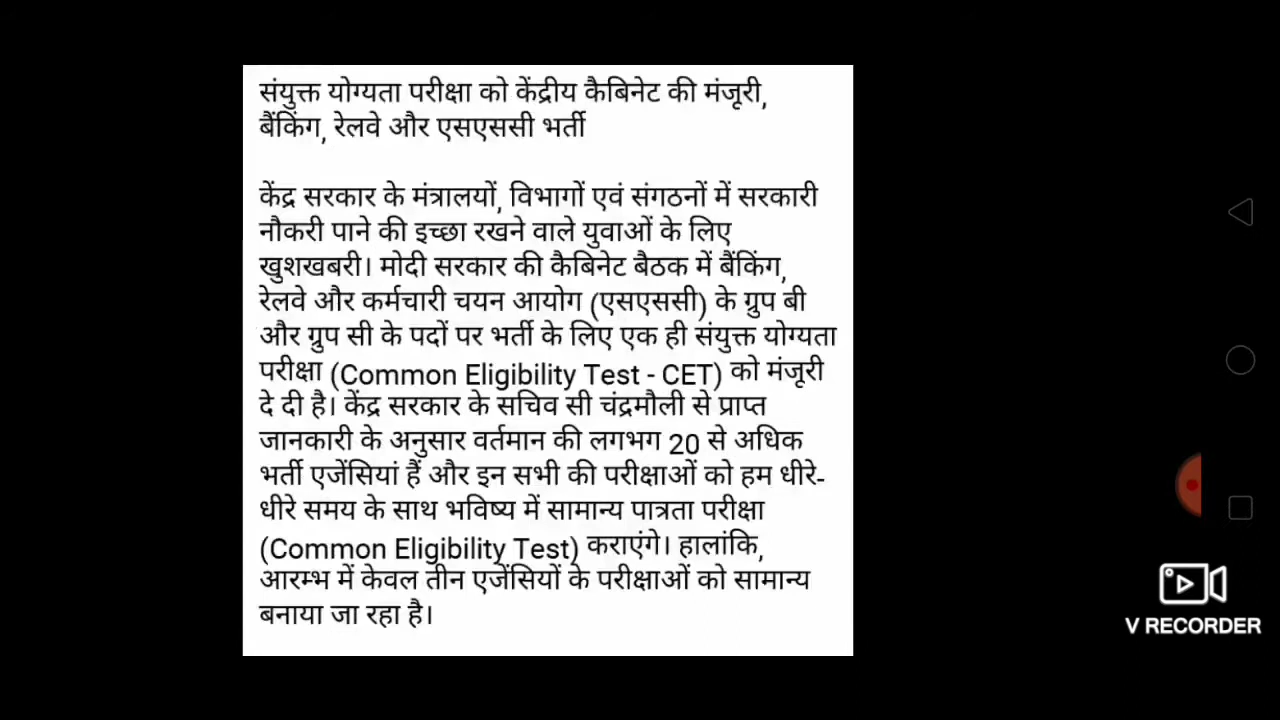 संयुक्त योग्यता परीक्षा को केंद्रीय कैबिनेट की मंजूरी,
बैंकिंग, रेलवे और एसएससी भर्ती
केंद्र सरकार के मंत्रालयों, विभागों एवं संगठनों में सरकारी
नौकरी पाने की इच्छा रखने वाले युवाओं के लिए
खुशखबरी। मोदी सरकार की कैबिनेट बैठक में बैंकिंग,
रेलवे और कर्मचारी चयन आयोग (एसएससी) के ग्रुप बी
और ग्रुप सी के पदों पर भर्ती के लिए एक ही संयुक्त योग्यता
परीक्षा (Common Eligibility Test - CET) को मंजूरी
दे दी है। केंद्र सरकार के सचिव सी चंद्रमौली से प्राप्त
जानकारी के अनुसार वर्तमान की लगभग 20 से अधिक
भर्ती एजेंसियां हैं और इन सभी की परीक्षाओं को हम धीरे-
धीरे समय के साथ भविष्य में सामान्य पात्रता परीक्षा
(Common Eligibility Test) कराएंगे। हालांकि,
आरम्भ में केवल तीन एजेंसियों के परीक्षाओं को सामान्य
बनाया जा रहा है।
V RECORDER